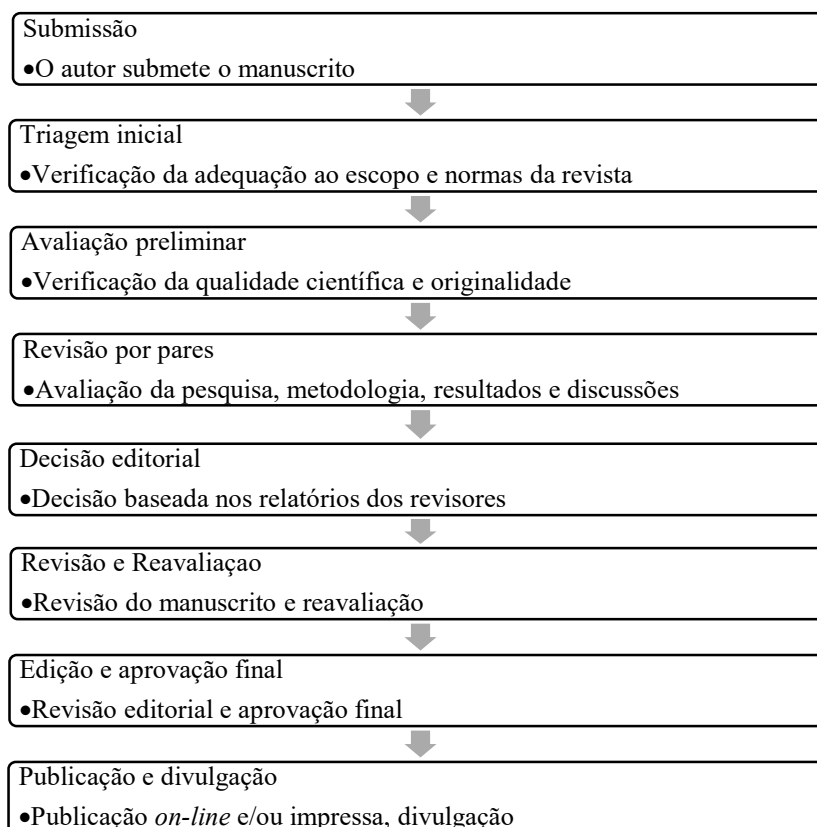 Submissão
•O autor submete o manuscrito
Triagem inicial
•Verificação da adequação ao escopo e normas da revista
Avaliação preliminar
•Verificação da qualidade científica e originalidade
Revisão por pares
•Avaliação da pesquisa, metodologia, resultados e discussões
Decisão editorial
•Decisão baseada nos relatórios dos revisores
Revisão e Reavaliaçao
•Revisão do manuscrito e reavaliação
Edição e aprovação final
•Revisão editorial e aprovação final
Publicação e divulgação
•Publicação on-line e/ou impressa, divulgação